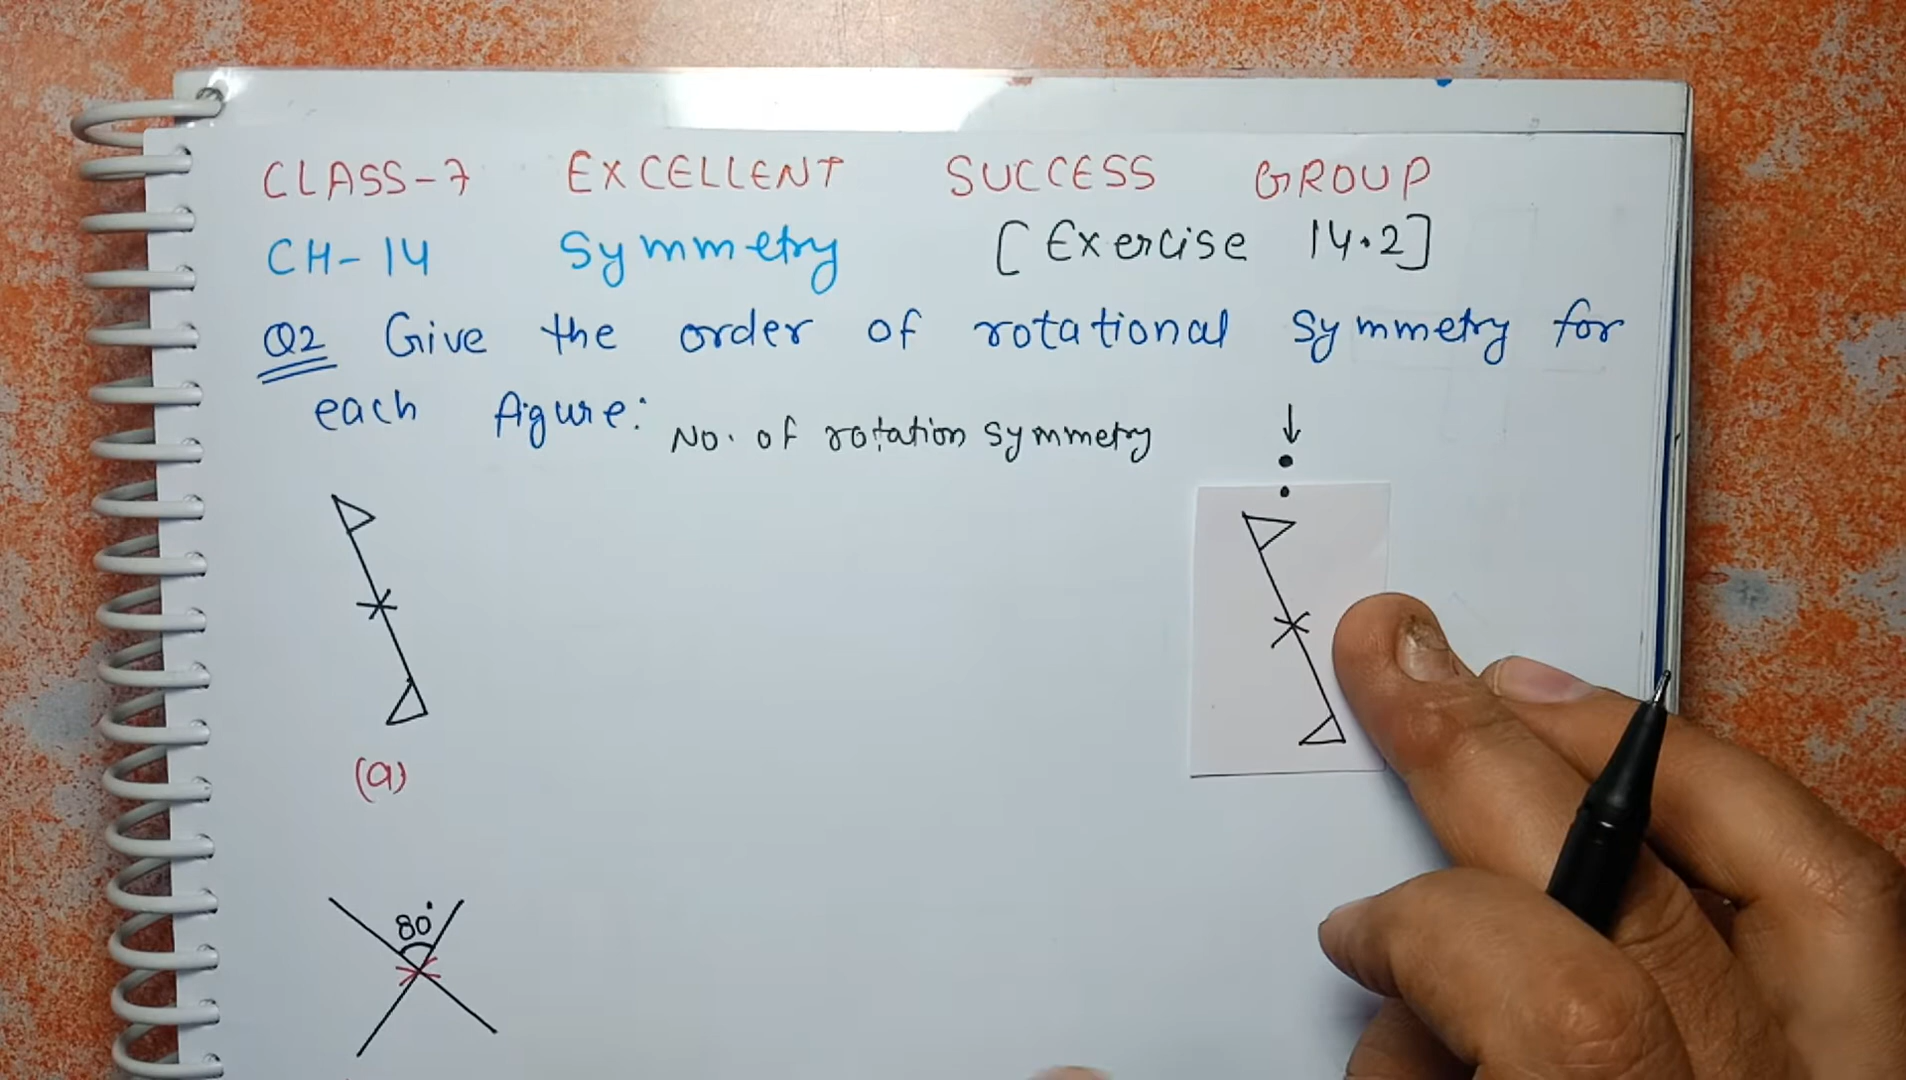 CLASS-7 EXCELLENT SUCCESS GROUP
CH-14 Symmetry [Exercise 14.2]
Q2 Give the order of rotational symmetry for
each figure:
No. of rotation symmetry
(a)
80°